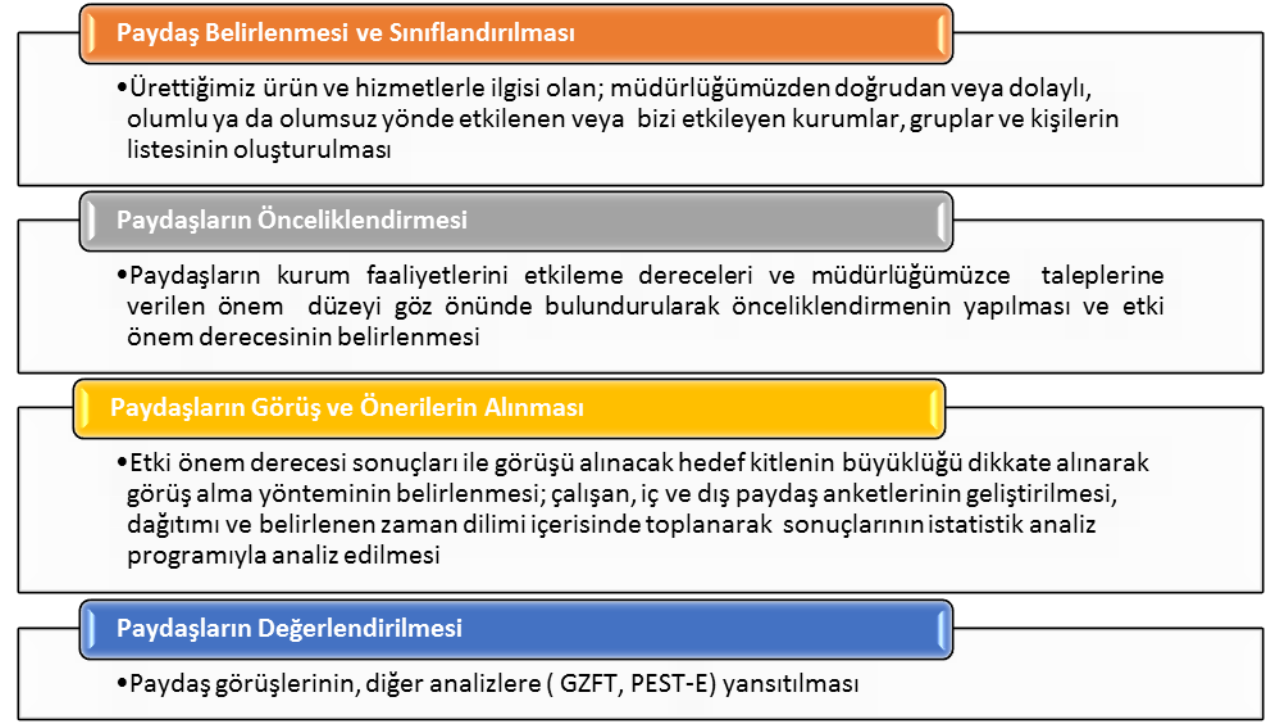 Paydaş Belirlenmesi ve Sınıflandırılması
•Ürettiğimiz ürün ve hizmetlerle ilgisi olan; müdürlüğümüzden doğrudan veya dolaylı,
olumlu ya da olumsuz yönde etkilenen veya bizi etkileyen kurumlar, gruplar ve kişilerin
listesinin oluşturulması
Paydaşların Önceliklendirmesi
•Paydaşların kurum faaliyetlerini etkileme dereceleri ve müdürlüğümüzce taleplerine
verilen önem düzeyi göz önünde bulundurularak önceliklendirmenin yapılması ve etki
önem derecesinin belirlenmesi
Paydaşların Görüş ve Önerilerin Alınması
•Etki önem derecesi sonuçları ile görüşü alınacak hedef kitlenin büyüklüğü dikkate alınarak
görüş alma yönteminin belirlenmesi; çalışan, iç ve dış paydaş anketlerinin geliştirilmesi,
dağıtımı ve belirlenen zaman dilimi içerisinde toplanarak sonuçlarının istatistik analiz
programıyla analiz edilmesi
Paydaşların Değerlendirilmesi
•Paydaş görüşlerinin, diğer analizlere ( GZFT, PEST-E) yansıtılması